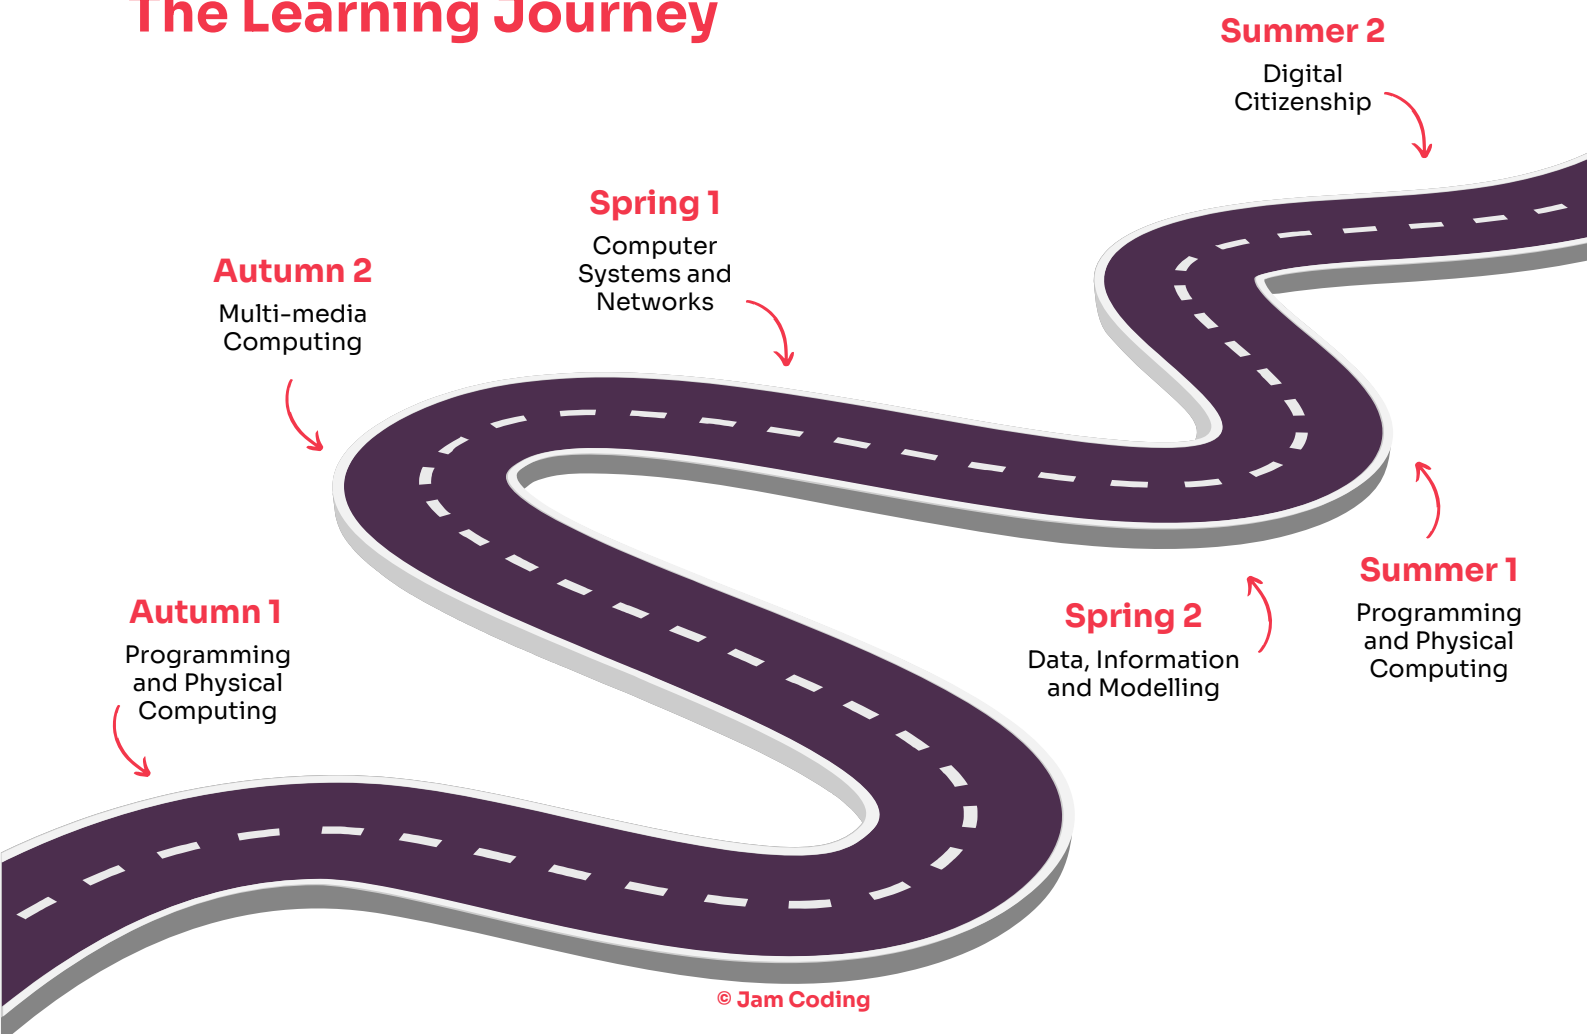 The Learning Journey
Summer 2
Digital
Citizenship
Spring 1
Computer
Systems and
Networks
Autumn 2
Multi-media
Computing
Summer 1
Programming
and Physical
Computing
Spring 2
Data, Information
and Modelling
Autumn 1
Programming
and Physical
Computing
© Jam Coding